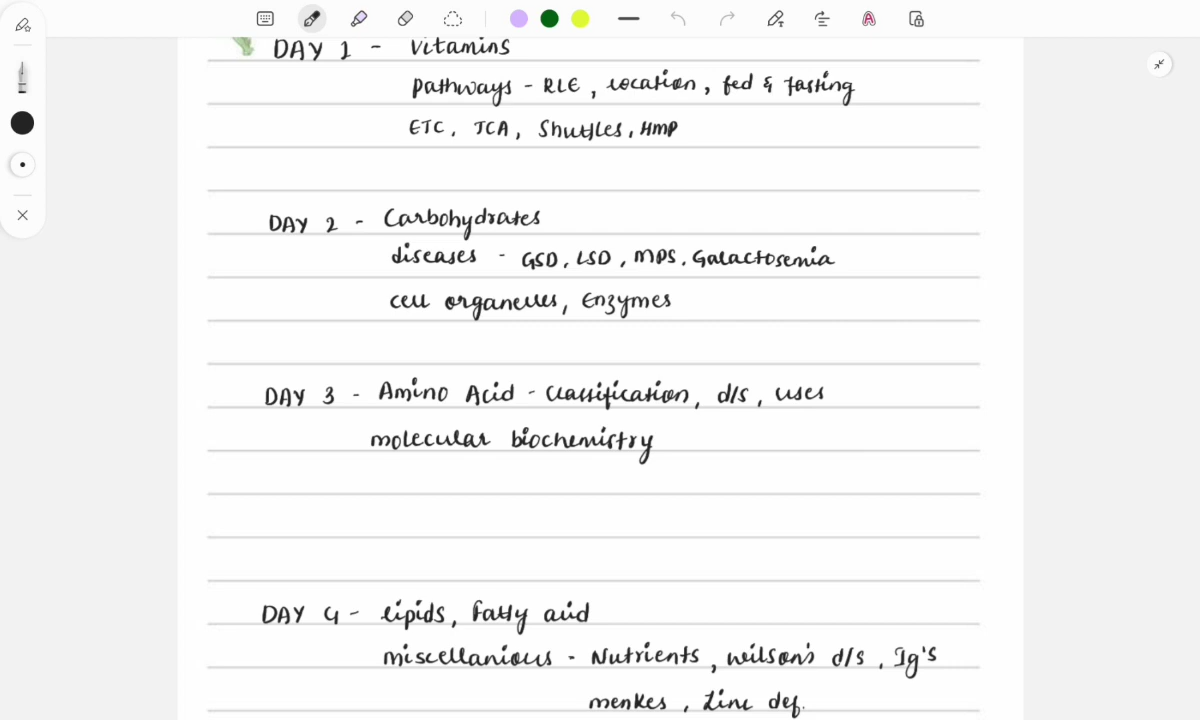 DAY 1 - Vitamins
Pathways - RLE, location, fed & fasting
ETC, TCA, Shuttles, HMP
DAY 2 - Carbohydrates
diseases - GSD, LSD, MPS, Galactosemia
cell organelles, Enzymes
DAY 3 - Amino Acid - Classification, d/s, uses
molecular biochemistry
DAY 4 - lipids, fatty acid
miscellanious - Nutrients, wilson's d/s, Ig's
menkes, Zinc def.